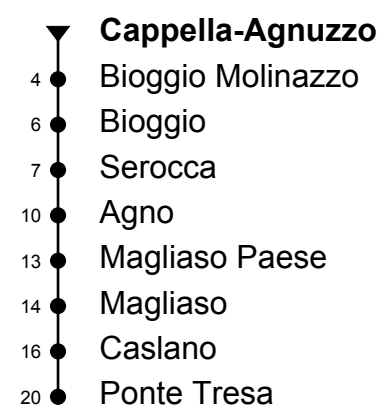 Cappella-Agnuzzo
4 Bioggio Molinazzo
6 Bioggio
7 Serocca
10 Agno
13 Magliaso Paese
14 Magliaso
16 Caslano
20 Ponte Tresa